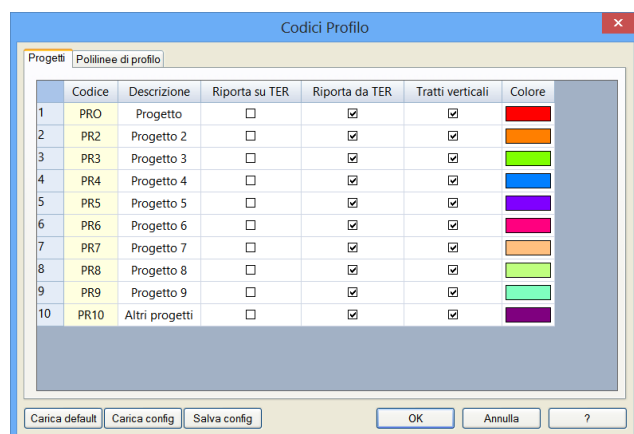 Codici Profilo
Progetti Polilinee di profilo
Codice Descrizione Riporta su TER Riporta da TER Tratti verticali Colore
1 PRO Progetto
2 PR2 Progetto 2
3 PR3 Progetto 3
4 PR4 Progetto 4
5 PR5 Progetto 5
6 PR6 Progetto 6
7 PR7 Progetto 7
8 PR8 Progetto 8
9 PR9 Progetto 9
10 PR10 Altri progetti
Carica default Carica config Salva config OK Annulla ?